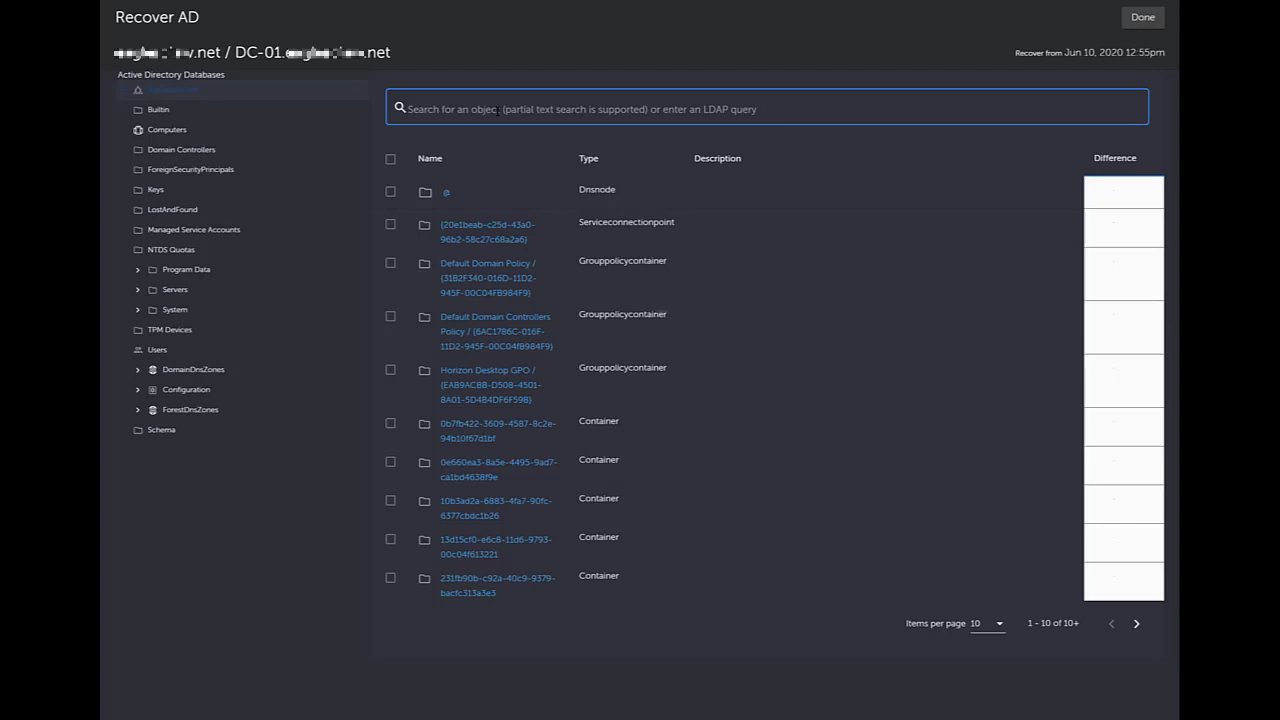 Recover AD
Done
.net / DC-01. .net
Recover from Jun 10, 2020 12:55pm
Active Directory Databases
Builtin
Computers
Domain Controllers
ForeignSecurityPrincipals
Keys
LostAndFound
Managed Service Accounts
NTDS Quotas
Program Data
Servers
System
TPM Devices
Users
DomainDnsZones
Configuration
ForestDnsZones
Schema
Search for an object (partial text search is supported) or enter an LDAP query
Name Type Description Difference
@ Dnsnode
{20e1beab-c25d-43a0- Serviceconnectionpoint
96b2-58c27c68a2a6}
Default Domain Policy / Grouppolicycontainer
{31B2F340-016D-11D2-
945F-00C04FB984F9}
Default Domain Controllers Grouppolicycontainer
Policy / {6AC1786C-016F-
11D2-945F-00C04fB984F9}
Horizon Desktop GPO / Grouppolicycontainer
{EAB9ACBB-D508-4501-
8A01-5D4B4DF6F59B}
0b7fb422-3609-4587-8c2e- Container
94b10f67d1bf
0e660ea3-8a5e-4495-9ad7- Container
ca1bd4638f9e
10b3ad2a-6883-4fa7-90fc- Container
6377cbdc1b26
13d15cf0-e6c8-11d6-9793- Container
00c04f613221
231fb90b-c92a-40c9-9379- Container
bacfc313a3e3
Items per page 10 1 - 10 of 10+